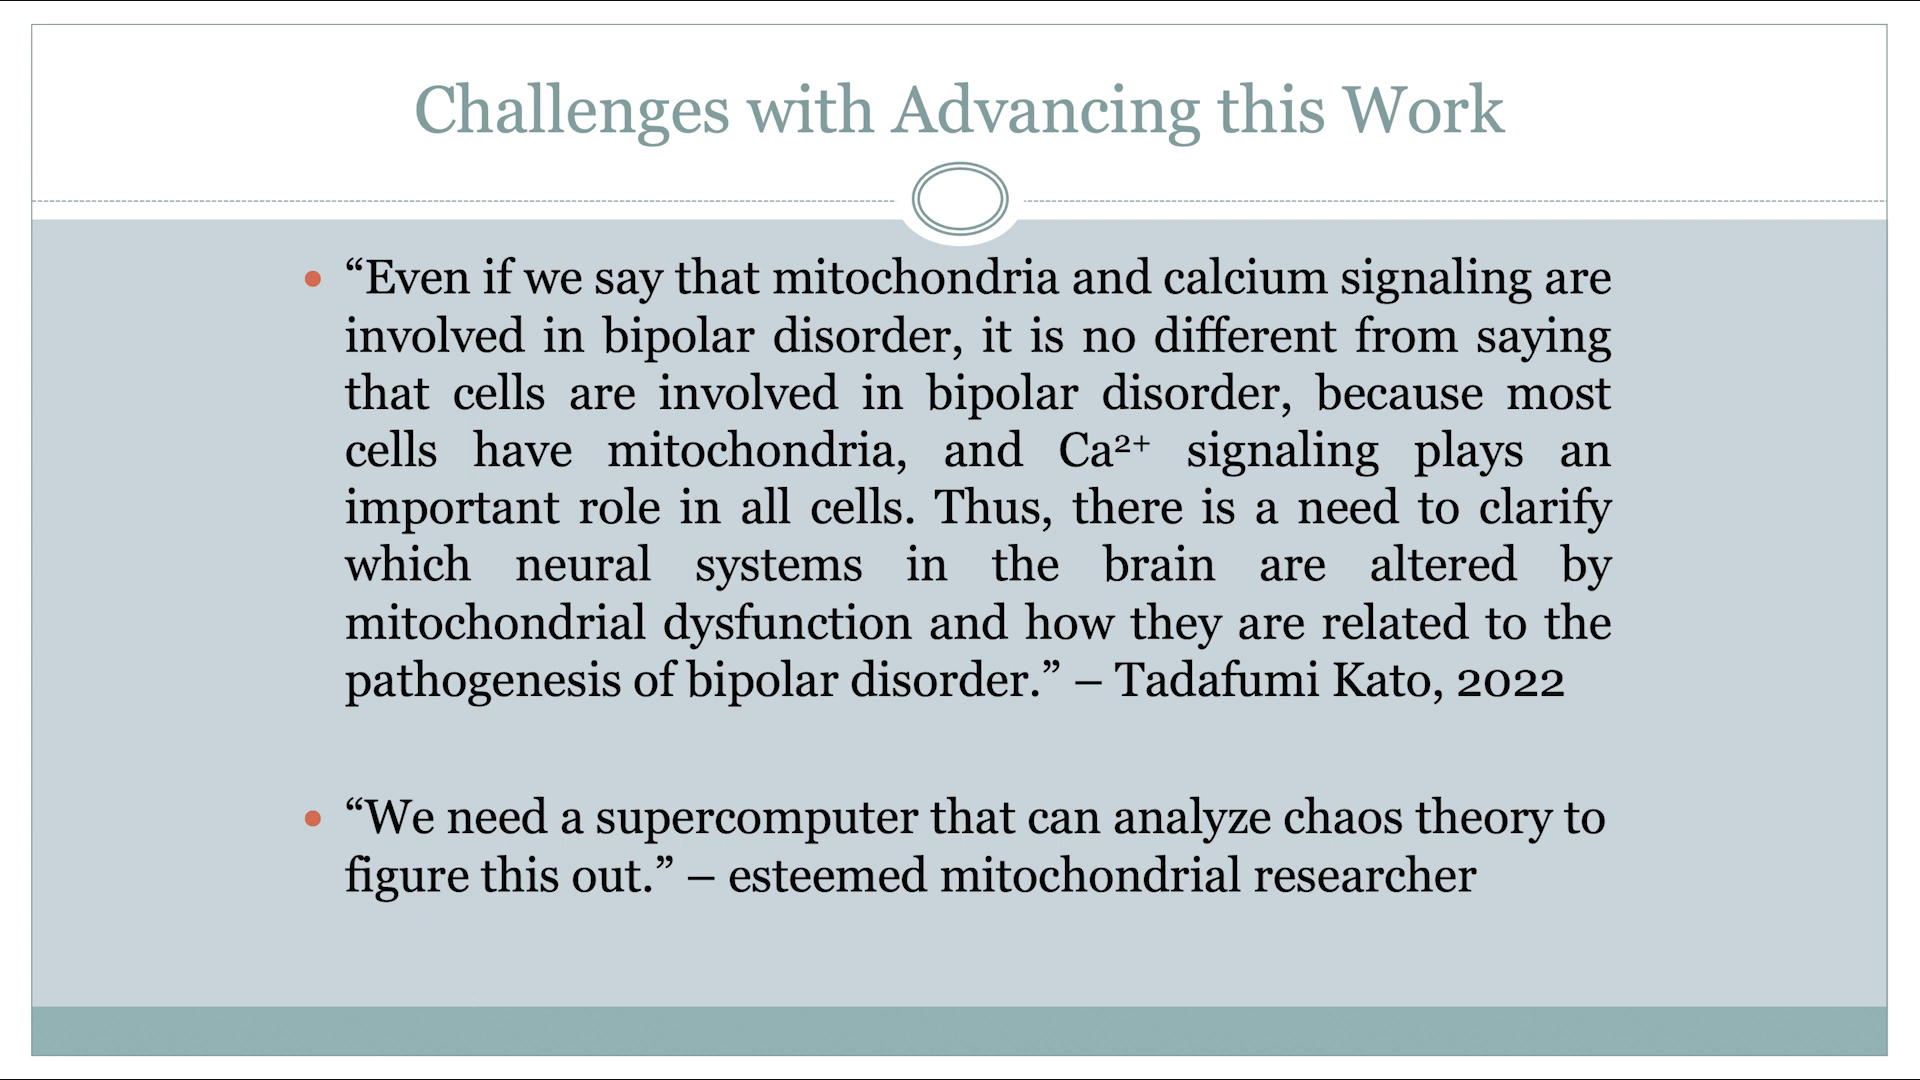 Challenges with Advancing this Work
• “Even if we say that mitochondria and calcium signaling are
involved in bipolar disorder, it is no different from saying
that cells are involved in bipolar disorder, because most
cells have mitochondria, and Ca²⁺ signaling plays an
important role in all cells. Thus, there is a need to clarify
which neural systems in the brain are altered by
mitochondrial dysfunction and how they are related to the
pathogenesis of bipolar disorder.” – Tadafumi Kato, 2022
• “We need a supercomputer that can analyze chaos theory to
figure this out.” – esteemed mitochondrial researcher